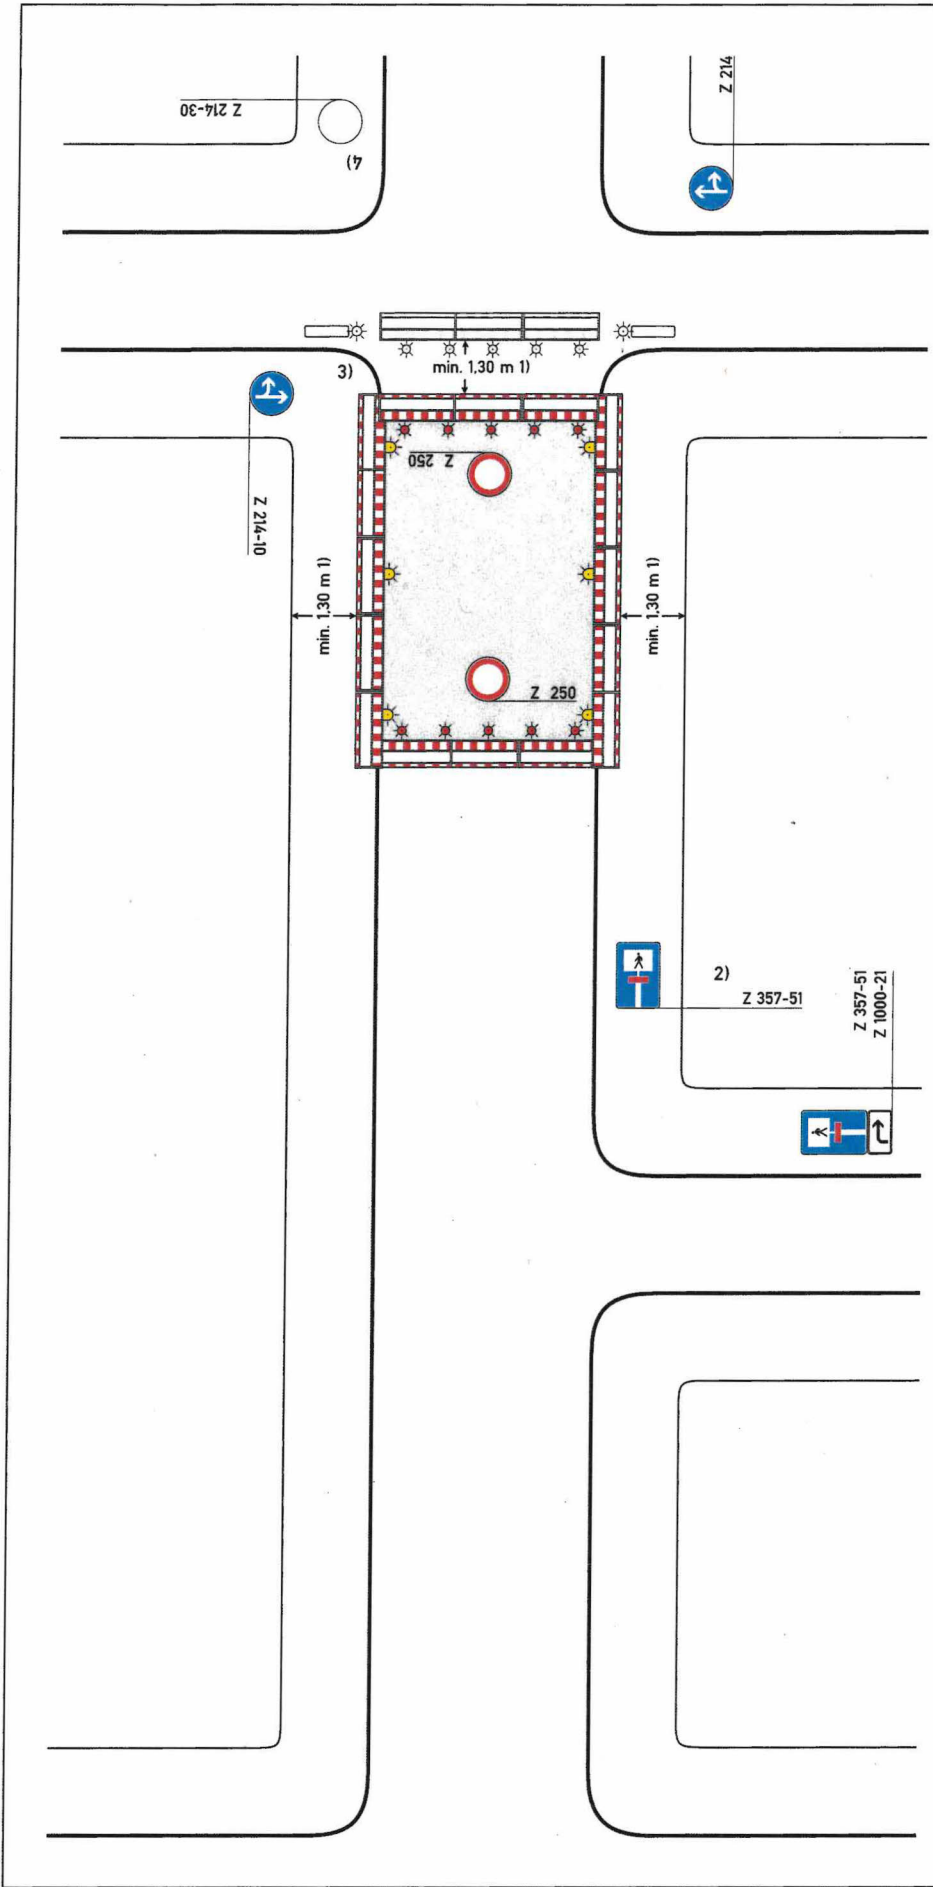 Z 214-30
4)
Z 214
3)
min. 1,30 m 1)
Z 214-10
Z 250
min. 1,30 m 1)
min. 1,30 m 1)
Z 250
2)
Z 357-51
Z 357-51
Z 1000-21